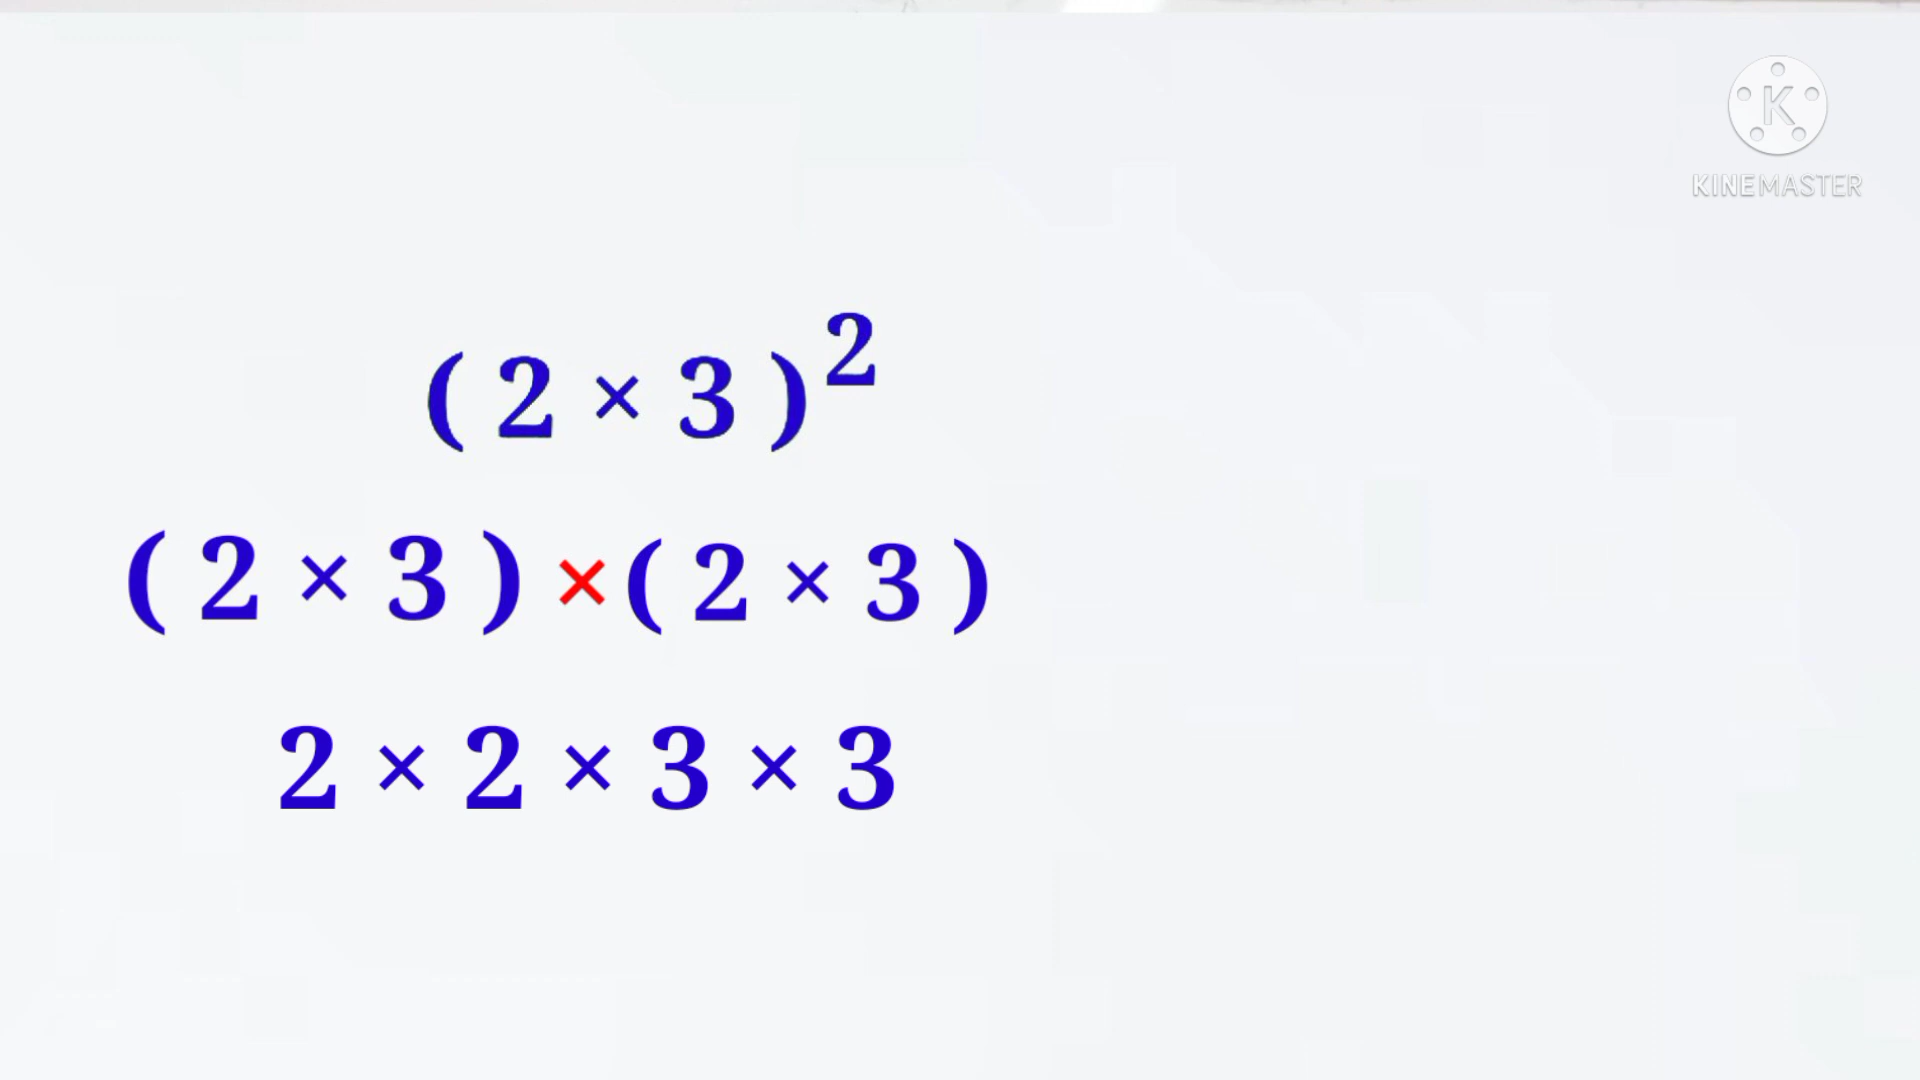 KINEMASTER
( 2 × 3 )²
( 2 × 3 ) × ( 2 × 3 )
2 × 2 × 3 × 3